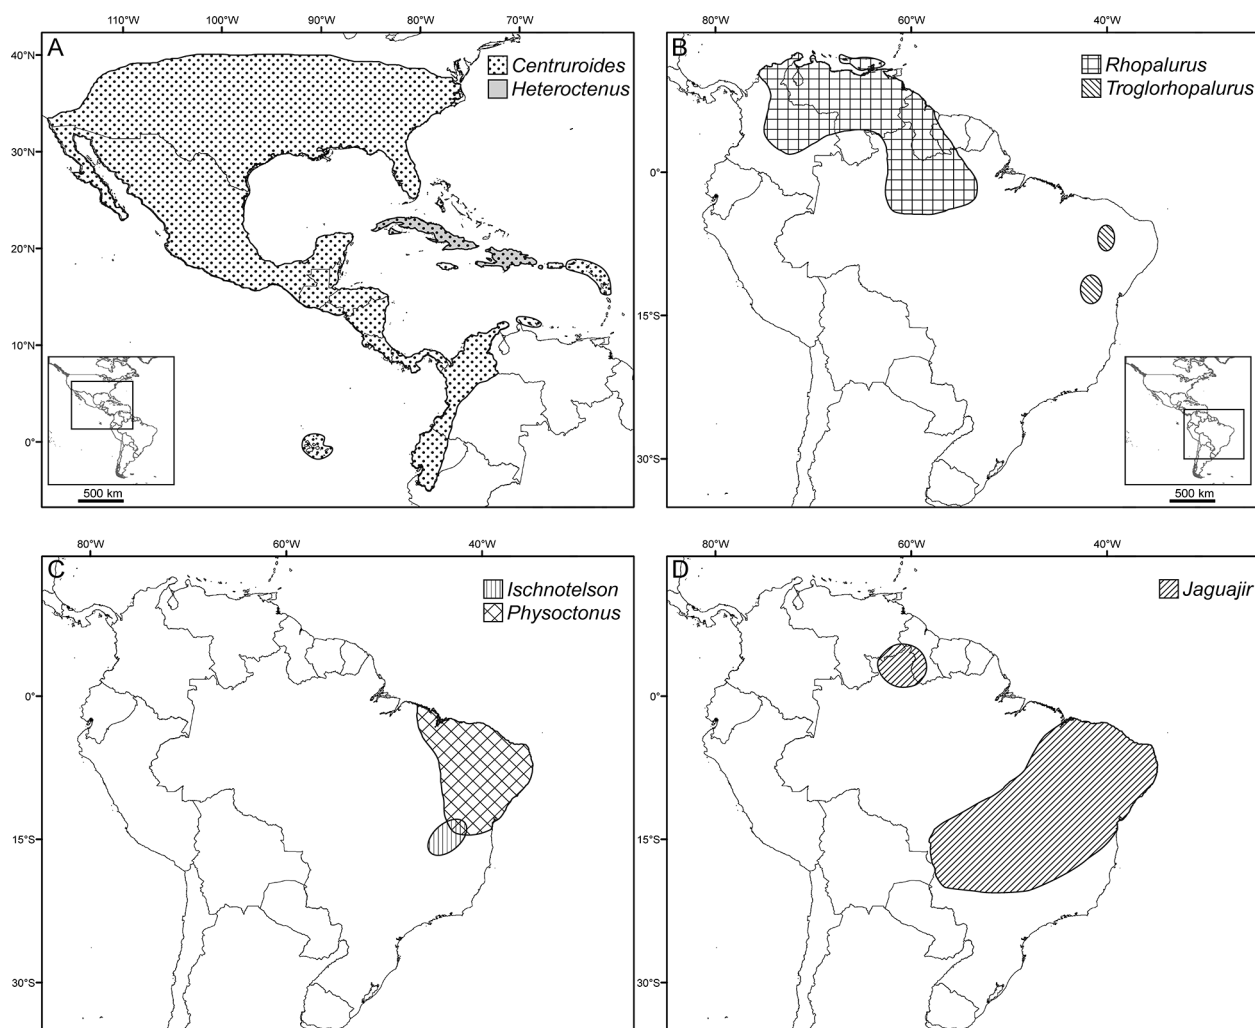 110°W 100°W 90°W 80°W 70°W
80°W 60°W 40°W
A
Centruroides
Heteroctenus
40°N
30°N
20°N
10°N
0°
500 km
B
Rhopalurus
Troglorhopalurus
0°
15°S
30°S
500 km
80°W 60°W 40°W
80°W 60°W 40°W
C
Ischnotelson
Physoctonus
0°
15°S
30°S
D
Jaguajir
0°
15°S
30°S